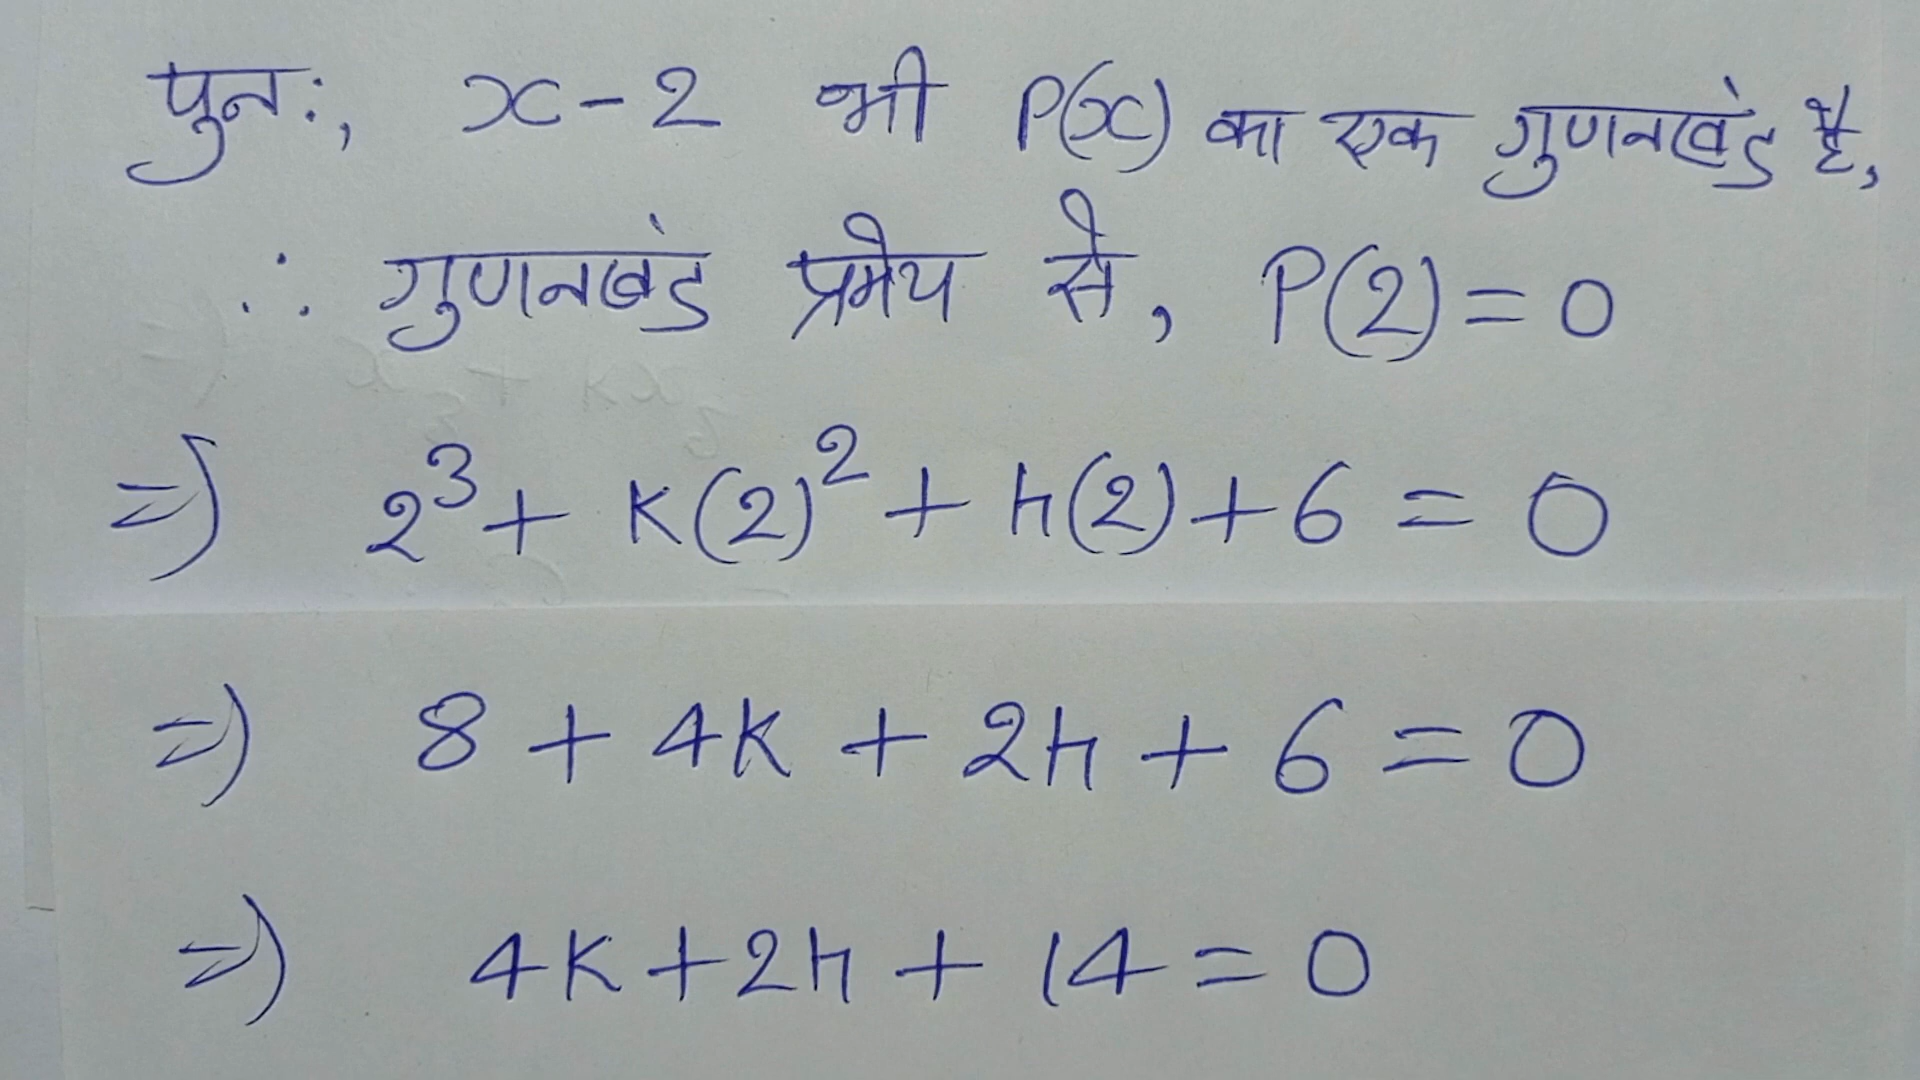 पुनः, x-2 भी P(x) का एक गुणनखंड है,
∴ गुणनखंड प्रमेय से, P(2)=0
=) 2³+ K(2)²+ h(2)+6 = 0
=) 8 + 4K + 2h + 6 = 0
=) 4K+2h + 14 = 0